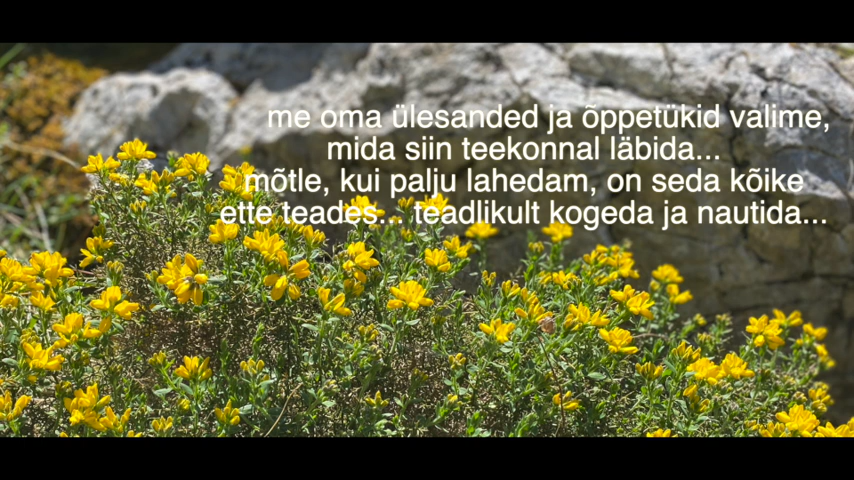 me oma ülesanded ja õppetükid valime,
mida siin teekonnal läbida...
mõtle, kui palju lahedam, on seda kõike
ette teades... teadlikult kogeda ja nautida...